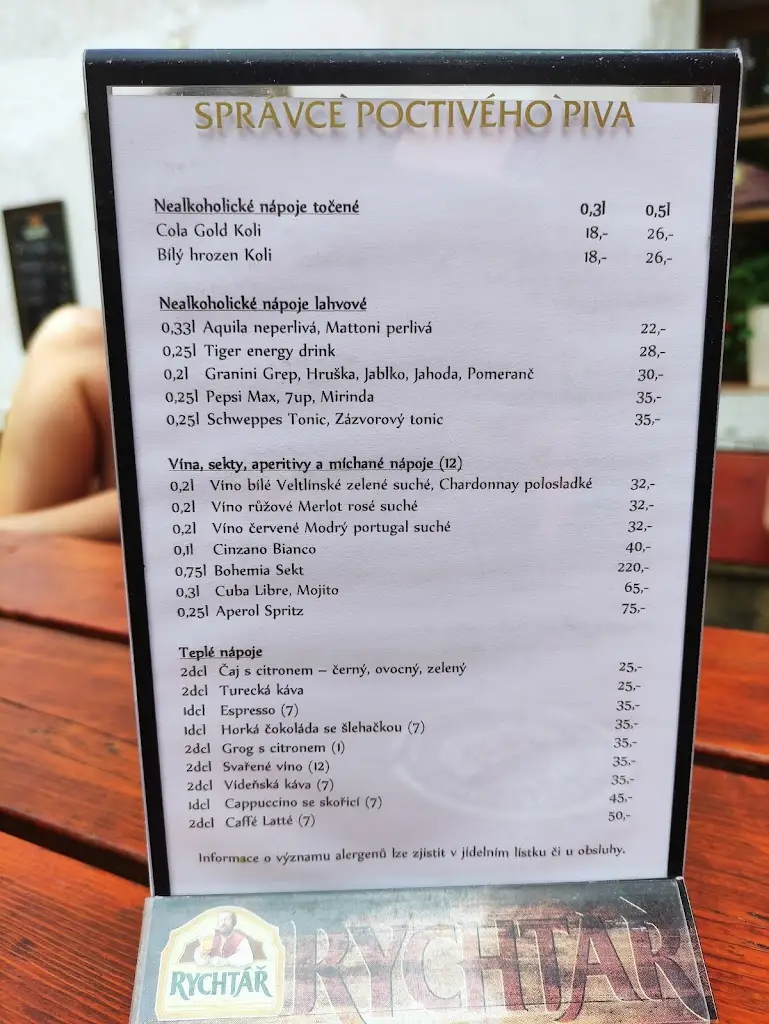 SPRÁVCE POCTIVÉHO PIVA
Nealkoholické nápoje točené 0,3l 0,5l
Cola Gold Koli 18,- 26,-
Bílý hrozen Koli 18,- 26,-
Nealkoholické nápoje lahvové
0,33l Aquila neperlivá, Mattoni perlivá 22,-
0,25l Tiger energy drink 28,-
0,2l Granini Grep, Hruška, Jablko, Jahoda, Pomeranč 30,-
0,25l Pepsi Max, 7up, Mirinda 35,-
0,25l Schweppes Tonic, Zázvorový tonic 35,-
Vína, sekty, aperitivy a míchané nápoje (12)
0,2l Víno bílé Veltlínské zelené suché, Chardonnay polosladké 32,-
0,2l Víno růžové Merlot rosé suché 32,-
0,2l Víno červené Modrý portugal suché 32,-
0,1l Cinzano Bianco 40,-
0,75l Bohemia Sekt 220,-
0,3l Cuba Libre, Mojito 65,-
0,25l Aperol Spritz 75,-
Teplé nápoje
2dcl Čaj s citronem – černý, ovocný, zelený 25,-
2dcl Turecká káva 25,-
1dcl Espresso (7) 35,-
1dcl Horká čokoláda se šlehačkou (7) 35,-
2dcl Grog s citronem (1) 35,-
2dcl Svařené víno (12) 35,-
2dcl Vídeňská káva (7) 35,-
1dcl Cappuccino se skořicí (7) 45,-
2dcl Caffé Latté (7) 50,-
Informace o významu alergenů lze zjistit v jídelním lístku či u obsluhy.
RYCHTÁŘ RYCHTÁŘ